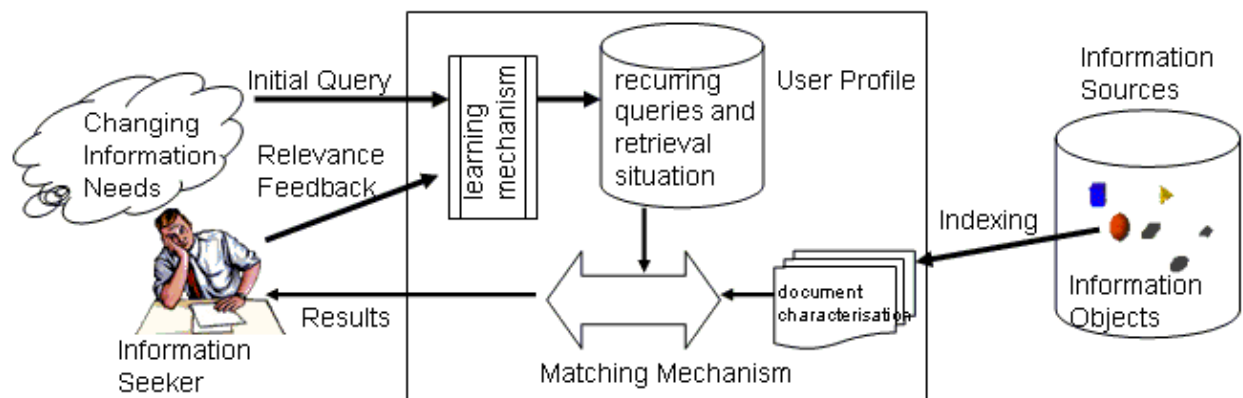 Initial Query
Changing
Information
Needs
Relevance
Feedback
Results
Information
Seeker
learning
mechanism
recurring
queries and
retrieval
situation
User Profile
Matching Mechanism
document
characterisation
Indexing
Information
Sources
Information
Objects